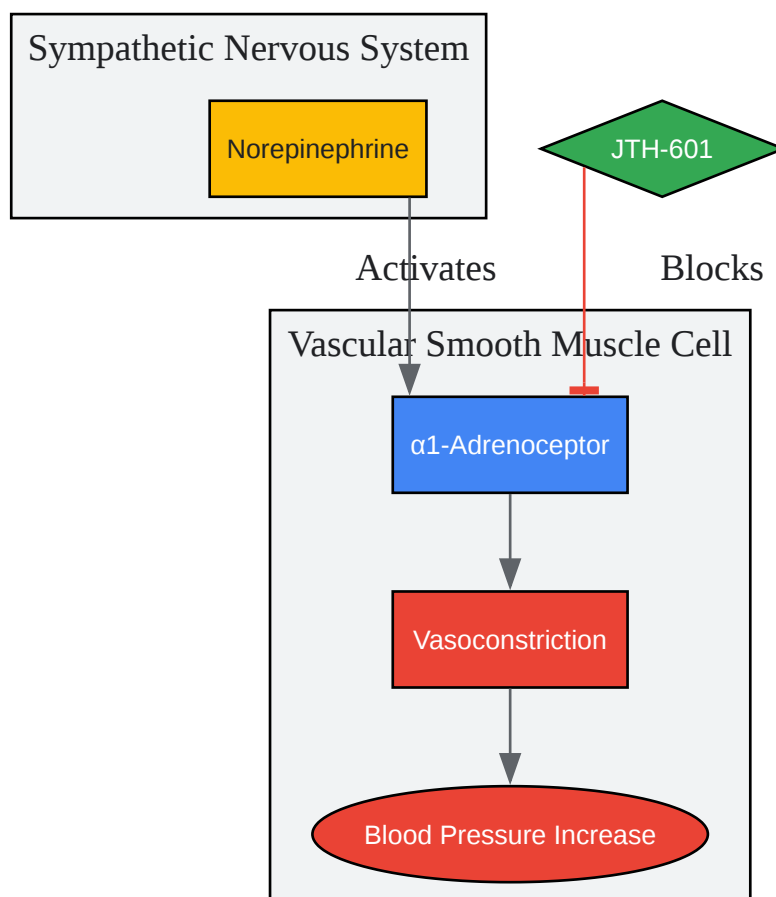 Sympathetic Nervous System
Norepinephrine
JTH-601
Activates
Blocks
Vascular Smooth Muscle Cell
α1-Adrenoceptor
Vasoconstriction
Blood Pressure Increase